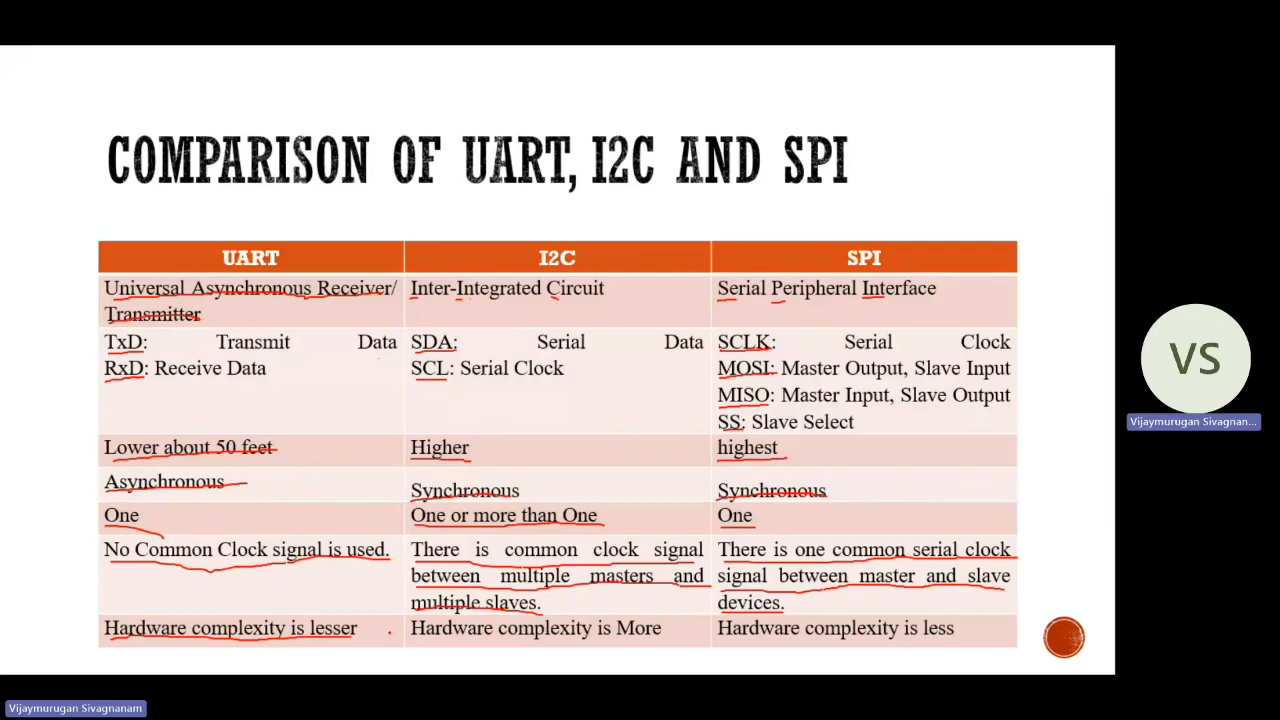 COMPARISON OF UART, I2C AND SPI
UART I2C SPI
Universal Asynchronous Receiver/ Inter-Integrated Circuit Serial Peripheral Interface
Transmitter
TxD: Transmit Data SDA: Serial Data SCLK: Serial Clock
RxD: Receive Data SCL: Serial Clock MOSI: Master Output, Slave Input
MISO: Master Input, Slave Output
SS: Slave Select
Lower about 50 feet Higher highest
Asynchronous Synchronous Synchronous
One One or more than One One
No Common Clock signal is used. There is common clock signal There is one common serial clock
between multiple masters and signal between master and slave
multiple slaves. devices.
Hardware complexity is lesser Hardware complexity is More Hardware complexity is less
VS
Vijaymurugan Sivagnan...
Vijaymurugan Sivagnanam